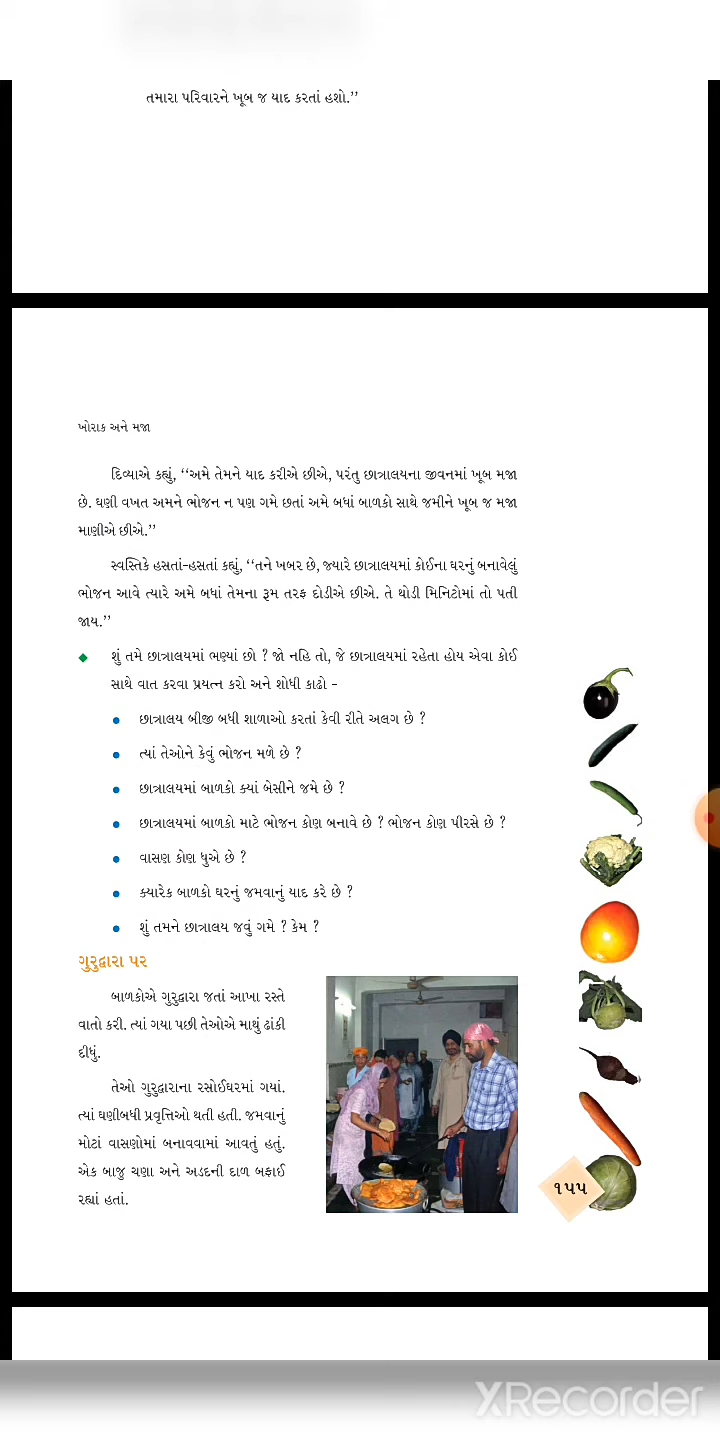 તમારા પરિવારને ખૂબ જ યાદ કરતાં હશો.’’
ખોરાક અને મજા
દિવ્યાએ કહ્યું, ‘‘અમે તેમને યાદ કરીએ છીએ, પરંતુ છાત્રાલયના જીવનમાં ખૂબ મજા
છે. ઘણી વખત અમને ભોજન ન પણ ગમે છતાં અમે બધાં બાળકો સાથે જમીને ખૂબ જ મજા
માણીએ છીએ.’’
સ્વસ્તિકે હસતાં-હસતાં કહ્યું, ‘‘તને ખબર છે, જ્યારે છાત્રાલયમાં કોઈના ઘરનું બનાવેલું
ભોજન આવે ત્યારે અમે બધાં તેમના રૂમ તરફ દોડીએ છીએ. તે થોડી મિનિટોમાં તો પતી
જાય.’’
◆ શું તમે છાત્રાલયમાં ભણ્યાં છો ? જો નહિ તો, જે છાત્રાલયમાં રહેતા હોય એવા કોઈ
સાથે વાત કરવા પ્રયત્ન કરો અને શોધી કાઢો -
• છાત્રાલય બીજી બધી શાળાઓ કરતાં કેવી રીતે અલગ છે ?
• ત્યાં તેઓને કેવું ભોજન મળે છે ?
• છાત્રાલયમાં બાળકો ક્યાં બેસીને જમે છે ?
• છાત્રાલયમાં બાળકો માટે ભોજન કોણ બનાવે છે ? ભોજન કોણ પીરસે છે ?
• વાસણ કોણ ધુએ છે ?
• ક્યારેક બાળકો ઘરનું જમવાનું યાદ કરે છે ?
• શું તમને છાત્રાલય જવું ગમે ? કેમ ?
ગુરુદ્વારા પર
બાળકોએ ગુરુદ્વારા જતાં આખા રસ્તે
વાતો કરી. ત્યાં ગયા પછી તેઓએ માથું ઢાંકી
દીધું.
તેઓ ગુરુદ્વારાના રસોઈઘરમાં ગયાં.
ત્યાં ઘણીબધી પ્રવૃત્તિઓ થતી હતી. જમવાનું
મોટાં વાસણોમાં બનાવવામાં આવતું હતું.
એક બાજુ ચણા અને અડદની દાળ બફાઈ
રહ્યાં હતાં.
૧૫૫
XRecorder